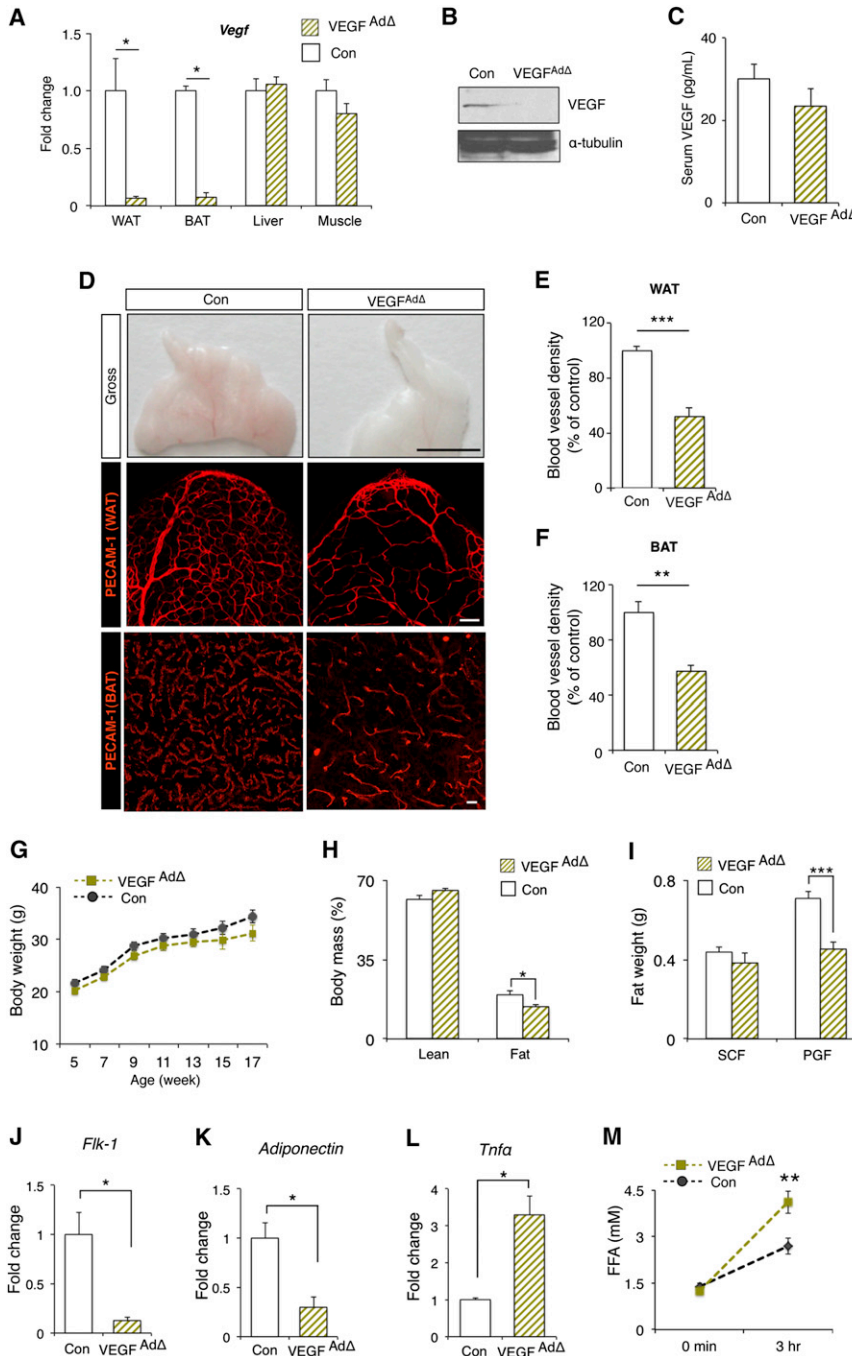 A
Vegf
VEGF AdΔ
Con
*
*
Fold change
1.5
1.0
0.5
0
WAT BAT Liver Muscle
B
Con VEGFAdΔ
VEGF
α-tubulin
C
Serum VEGF (pg/mL)
40
20
0
Con VEGF AdΔ
D
Con VEGFAdΔ
Gross
PECAM-1 (WAT)
PECAM-1(BAT)
E
WAT
***
Blood vessel density
(% of control)
120
80
40
0
Con VEGF AdΔ
F
BAT
**
Blood vessel density
(% of control)
120
80
40
0
Con VEGF AdΔ
G
VEGF AdΔ
Con
Body weight (g)
40
30
20
10
5 7 9 11 13 15 17
Age (week)
H
VEGF AdΔ
Con
Body mass (%)
70
35
0
*
Lean Fat
I
VEGF AdΔ
Con
***
Fat weight (g)
0.8
0.4
0
SCF PGF
J
Flk-1
*
Fold change
1.5
1
0.5
0
Con VEGF AdΔ
K
Adiponectin
*
Fold change
1.5
1.0
0.5
0
Con VEGF AdΔ
L
Tnfα
*
Fold change
4
3
2
1
0
Con VEGF AdΔ
M
VEGF AdΔ
Con
**
FFA (mM)
4.5
3
1.5
0
0 min 3 hr